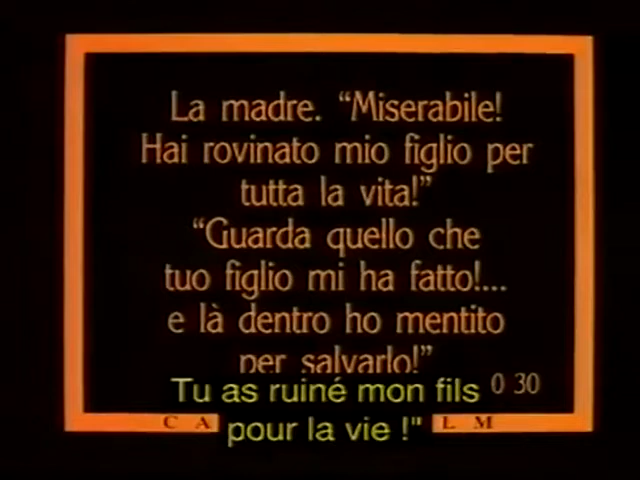 La madre. “Miserabile!
Hai rovinato mio figlio per
tutta la vita!”
“Guarda quello che
tuo figlio mi ha fatto!...
e là dentro ho mentito
per salvarlo!”
0 30
Tu as ruiné mon fils
pour la vie !"
C A
L M